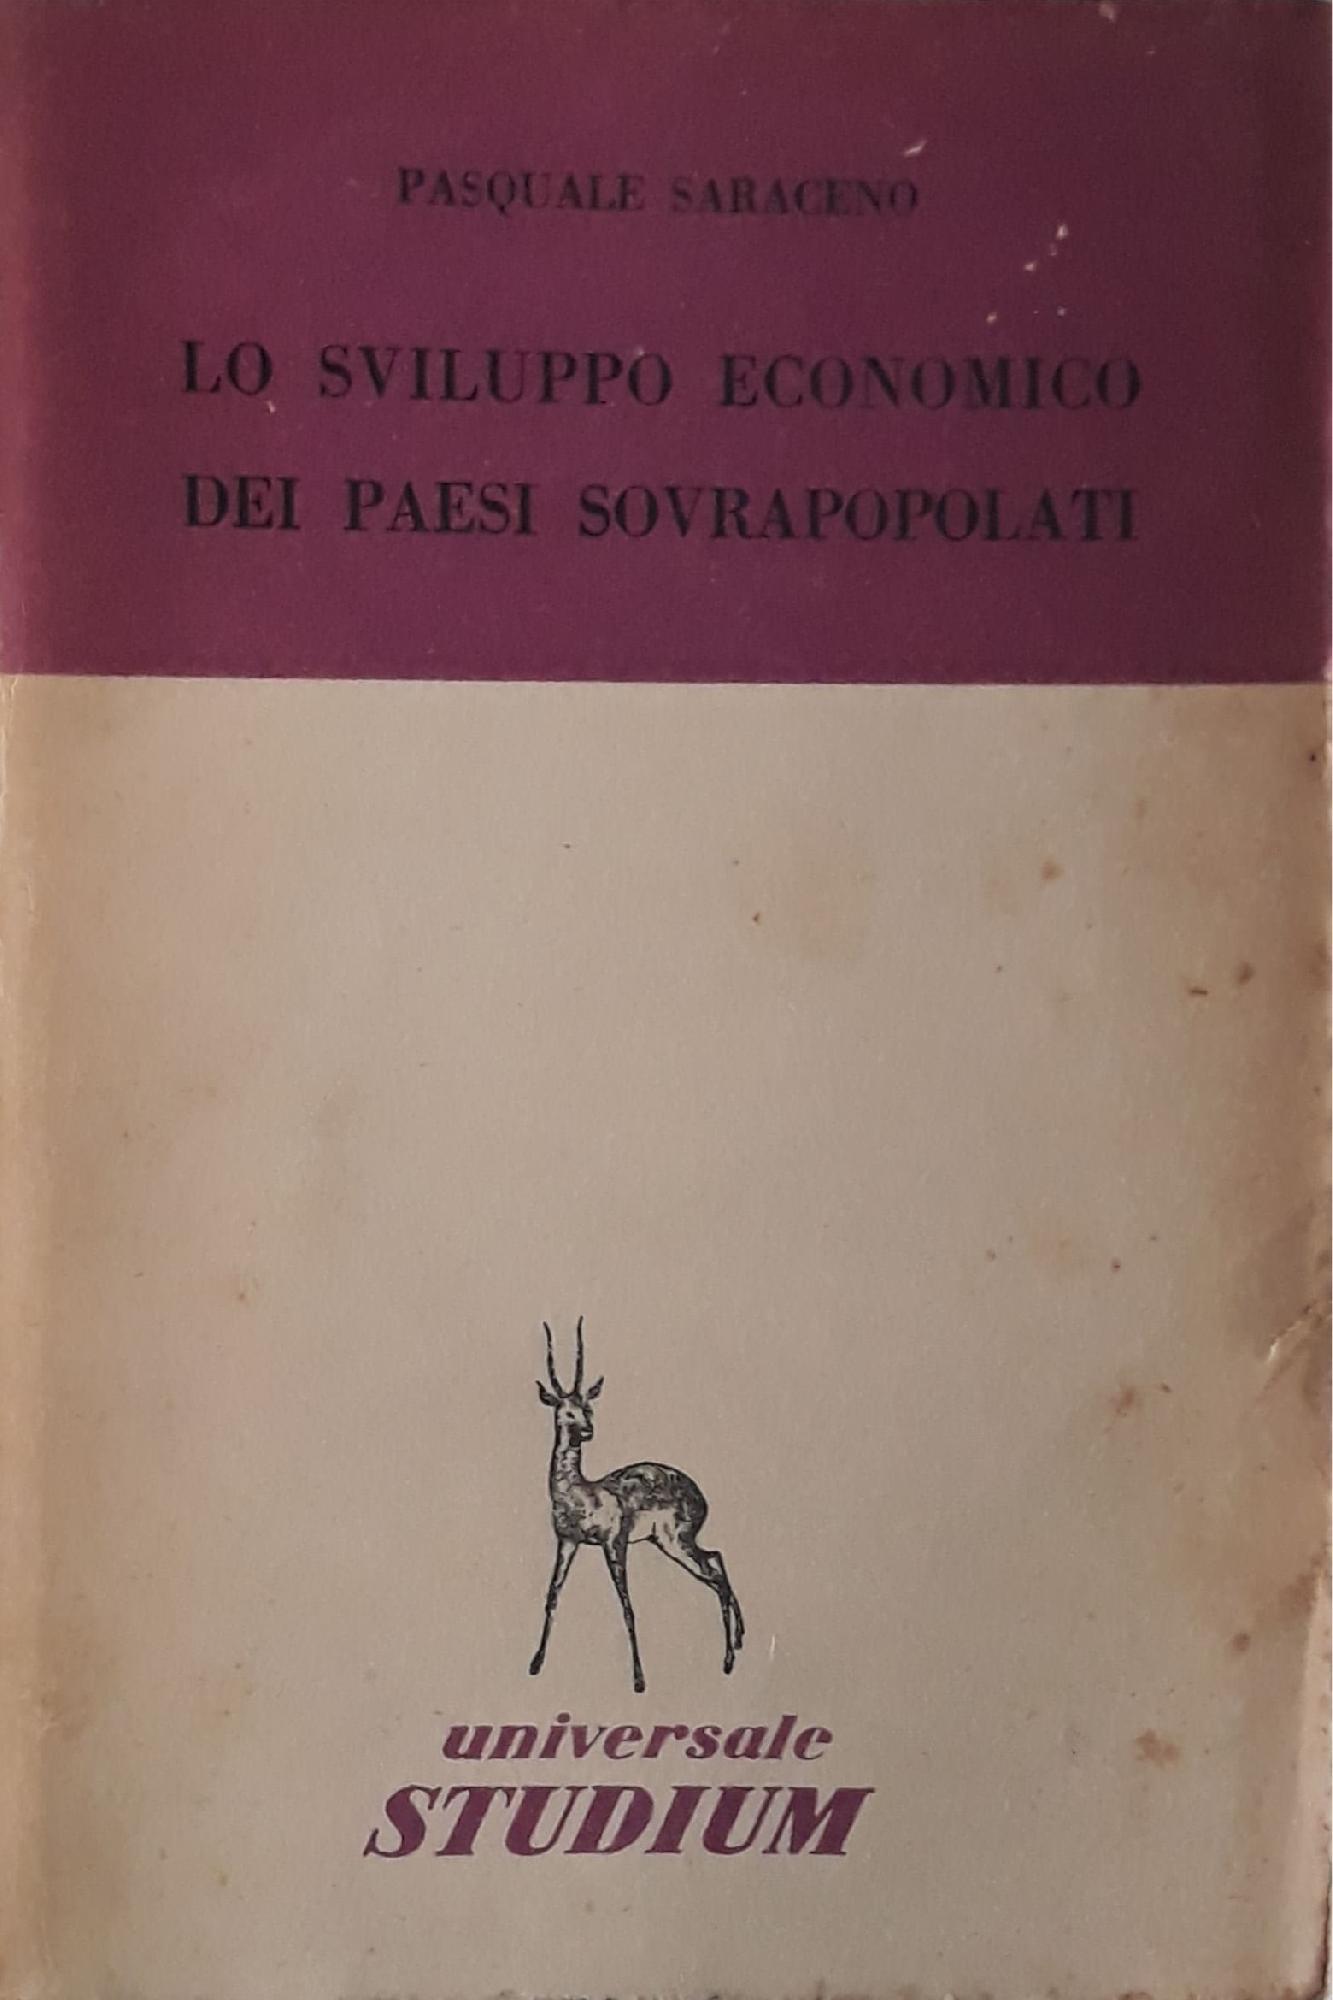 PASQUALE SARACENO
LO SVILUPPO ECONOMICO
DEI PAESI SOVRAPOPOLATI
universale
STUDIUM